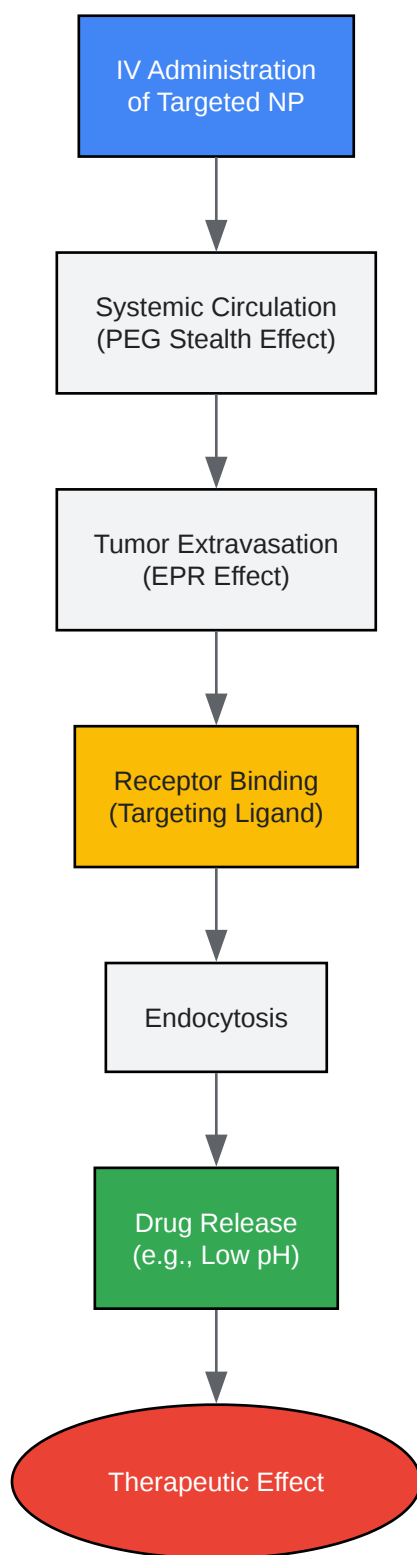 IV Administration
of Targeted NP
Systemic Circulation
(PEG Stealth Effect)
Tumor Extravasation
(EPR Effect)
Receptor Binding
(Targeting Ligand)
Endocytosis
Drug Release
(e.g., Low pH)
Therapeutic Effect